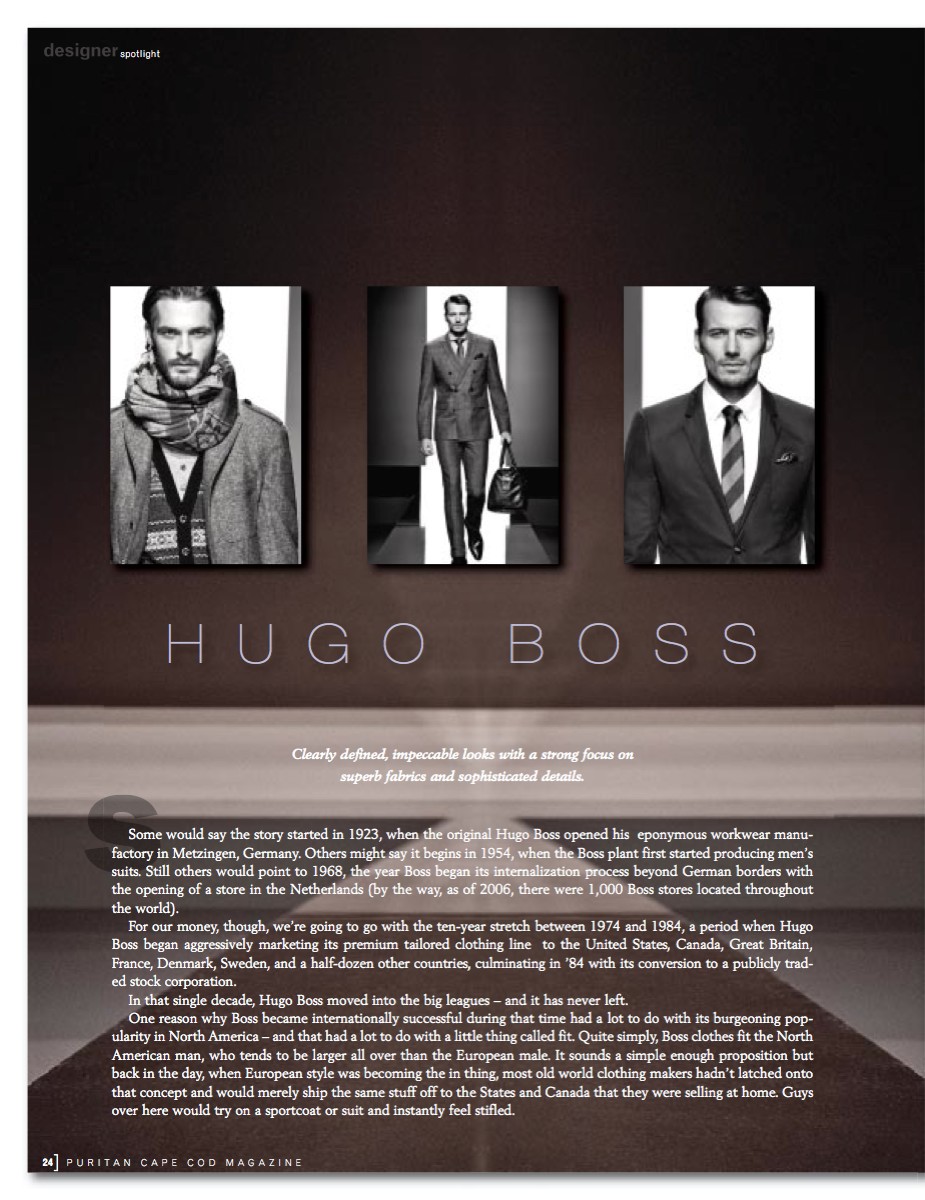 designer spotlight
HUGO BOSS
Clearly defined, impeccable looks with a strong focus on
superb fabrics and sophisticated details.
S
Some would say the story started in 1923, when the original Hugo Boss opened his eponymous workwear manu-
factory in Metzingen, Germany. Others might say it begins in 1954, when the Boss plant first started producing men's
suits. Still others would point to 1968, the year Boss began its internalization process beyond German borders with
the opening of a store in the Netherlands (by the way, as of 2006, there were 1,000 Boss stores located throughout
the world).
For our money, though, we're going to go with the ten-year stretch between 1974 and 1984, a period when Hugo
Boss began aggressively marketing its premium tailored clothing line to the United States, Canada, Great Britain,
France, Denmark, Sweden, and a half-dozen other countries, culminating in '84 with its conversion to a publicly trad-
ed stock corporation.
In that single decade, Hugo Boss moved into the big leagues – and it has never left.
One reason why Boss became internationally successful during that time had a lot to do with its burgeoning pop-
ularity in North America – and that had a lot to do with a little thing called fit. Quite simply, Boss clothes fit the North
American man, who tends to be larger all over than the European male. It sounds a simple enough proposition but
back in the day, when European style was becoming the in thing, most old world clothing makers hadn't latched onto
that concept and would merely ship the same stuff off to the States and Canada that they were selling at home. Guys
over here would try on a sportcoat or suit and instantly feel stifled.
24] PURITAN CAPE COD MAGAZINE